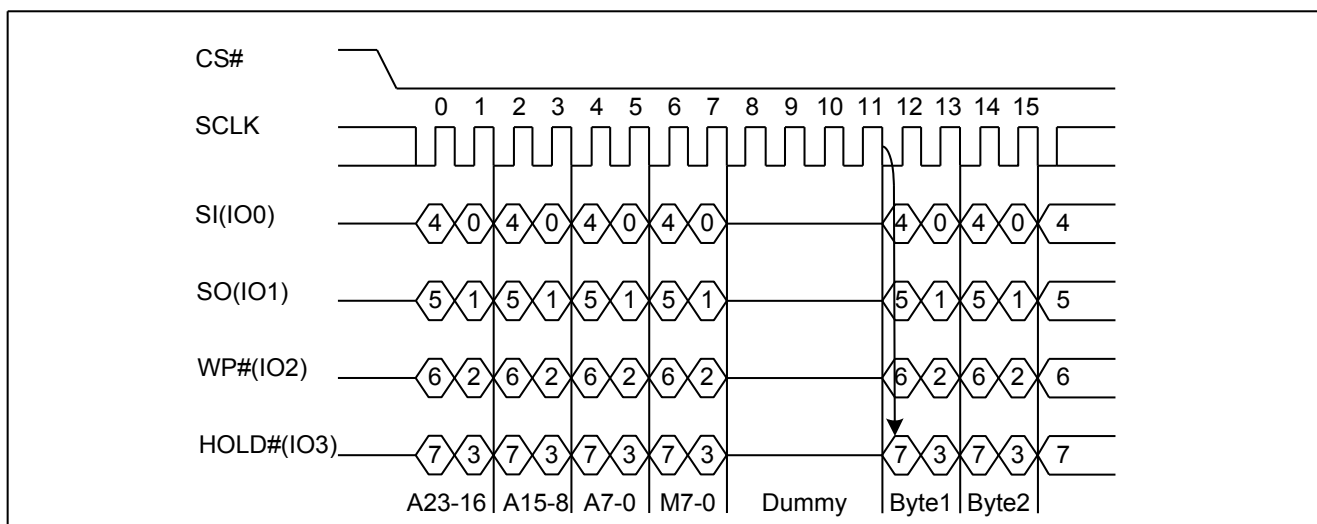 CS#
0 1 2 3 4 5 6 7 8 9 10 11 12 13 14 15
SCLK
SI(IO0) 4 0 4 0 4 0 4 0 4 0 4 0 4
SO(IO1) 5 1 5 1 5 1 5 1 5 1 5 1 5
WP#(IO2) 6 2 6 2 6 2 6 2 6 2 6 2 6
HOLD#(IO3) 7 3 7 3 7 3 7 3 7 3 7 3 7
A23-16 A15-8 A7-0 M7-0 Dummy Byte1 Byte2